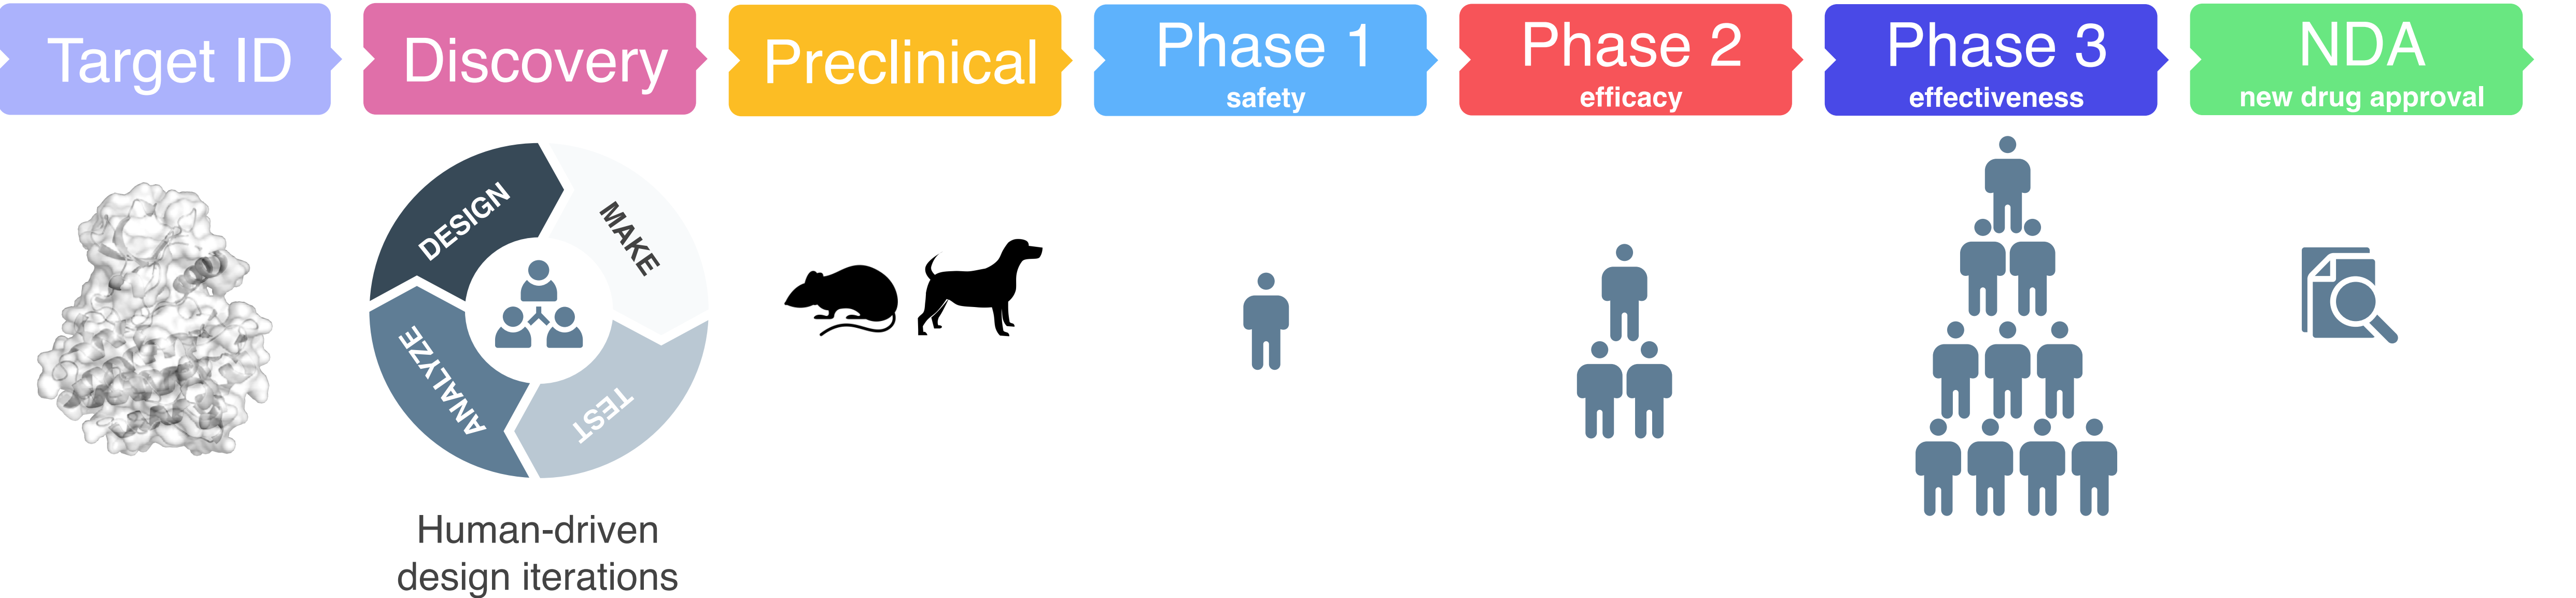 Target ID
Discovery
Preclinical
Phase 1
safety
Phase 2
efficacy
Phase 3
effectiveness
NDA
new drug approval
DESIGN
MAKE
TEST
ANALYZE
Human-driven
design iterations